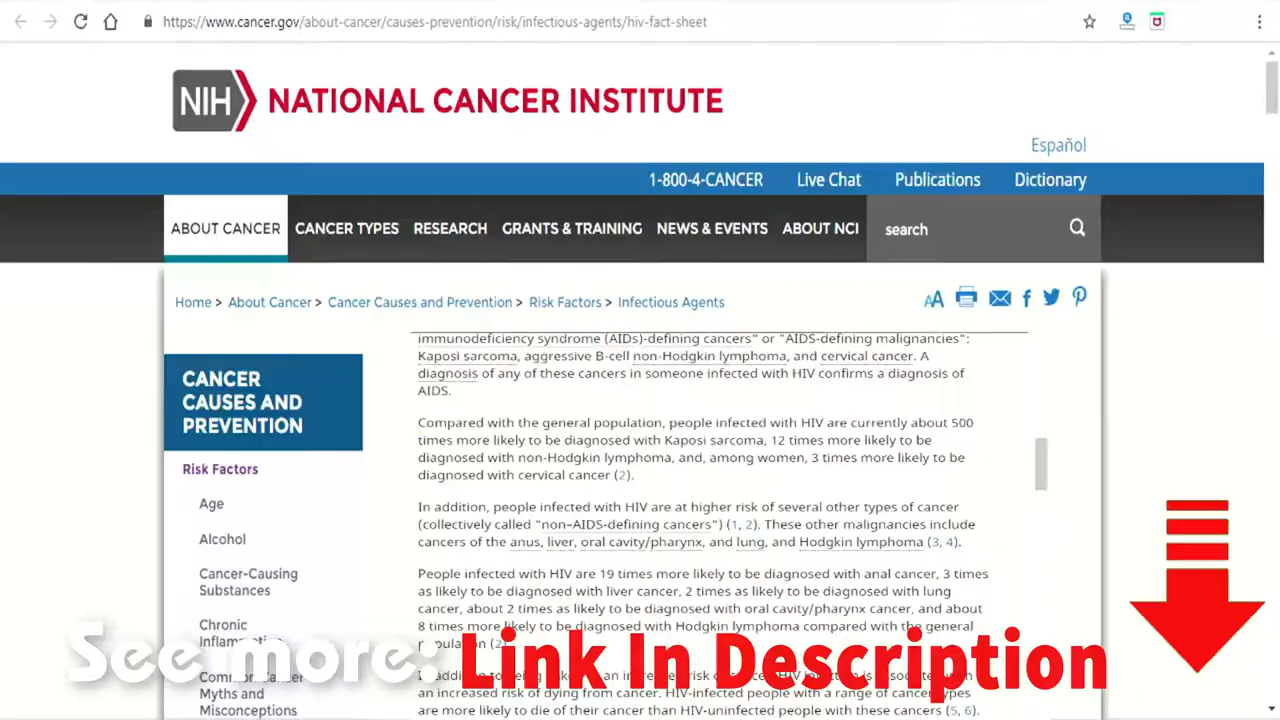 https://www.cancer.gov/about-cancer/causes-prevention/risk/infectious-agents/hiv-fact-sheet
NIH NATIONAL CANCER INSTITUTE
Español
1-800-4-CANCER Live Chat Publications Dictionary
ABOUT CANCER CANCER TYPES RESEARCH GRANTS & TRAINING NEWS & EVENTS ABOUT NCI search
Home > About Cancer > Cancer Causes and Prevention > Risk Factors > Infectious Agents
CANCER
CAUSES AND
PREVENTION
Risk Factors
Age
Alcohol
Cancer-Causing
Substances
Chronic
Myths and
Misconceptions
immunodeficiency syndrome (AIDs)-defining cancers" or "AIDS-defining malignancies":
Kaposi sarcoma, aggressive B-cell non-Hodgkin lymphoma, and cervical cancer. A
diagnosis of any of these cancers in someone infected with HIV confirms a diagnosis of
AIDS.
Compared with the general population, people infected with HIV are currently about 500
times more likely to be diagnosed with Kaposi sarcoma, 12 times more likely to be
diagnosed with non-Hodgkin lymphoma, and, among women, 3 times more likely to be
diagnosed with cervical cancer (2).
In addition, people infected with HIV are at higher risk of several other types of cancer
(collectively called "non–AIDS-defining cancers") (1, 2). These other malignancies include
cancers of the anus, liver, oral cavity/pharynx, and lung, and Hodgkin lymphoma (3, 4).
People infected with HIV are 19 times more likely to be diagnosed with anal cancer, 3 times
as likely to be diagnosed with liver cancer, 2 times as likely to be diagnosed with lung
cancer, about 2 times as likely to be diagnosed with oral cavity/pharynx cancer, and about
8 times more likely to be diagnosed with Hodgkin lymphoma compared with the general
an increased risk of dying from cancer. HIV-infected people with a range of cancer types
are more likely to die of their cancer than HIV-uninfected people with these cancers (5, 6).
See more: Link In Description